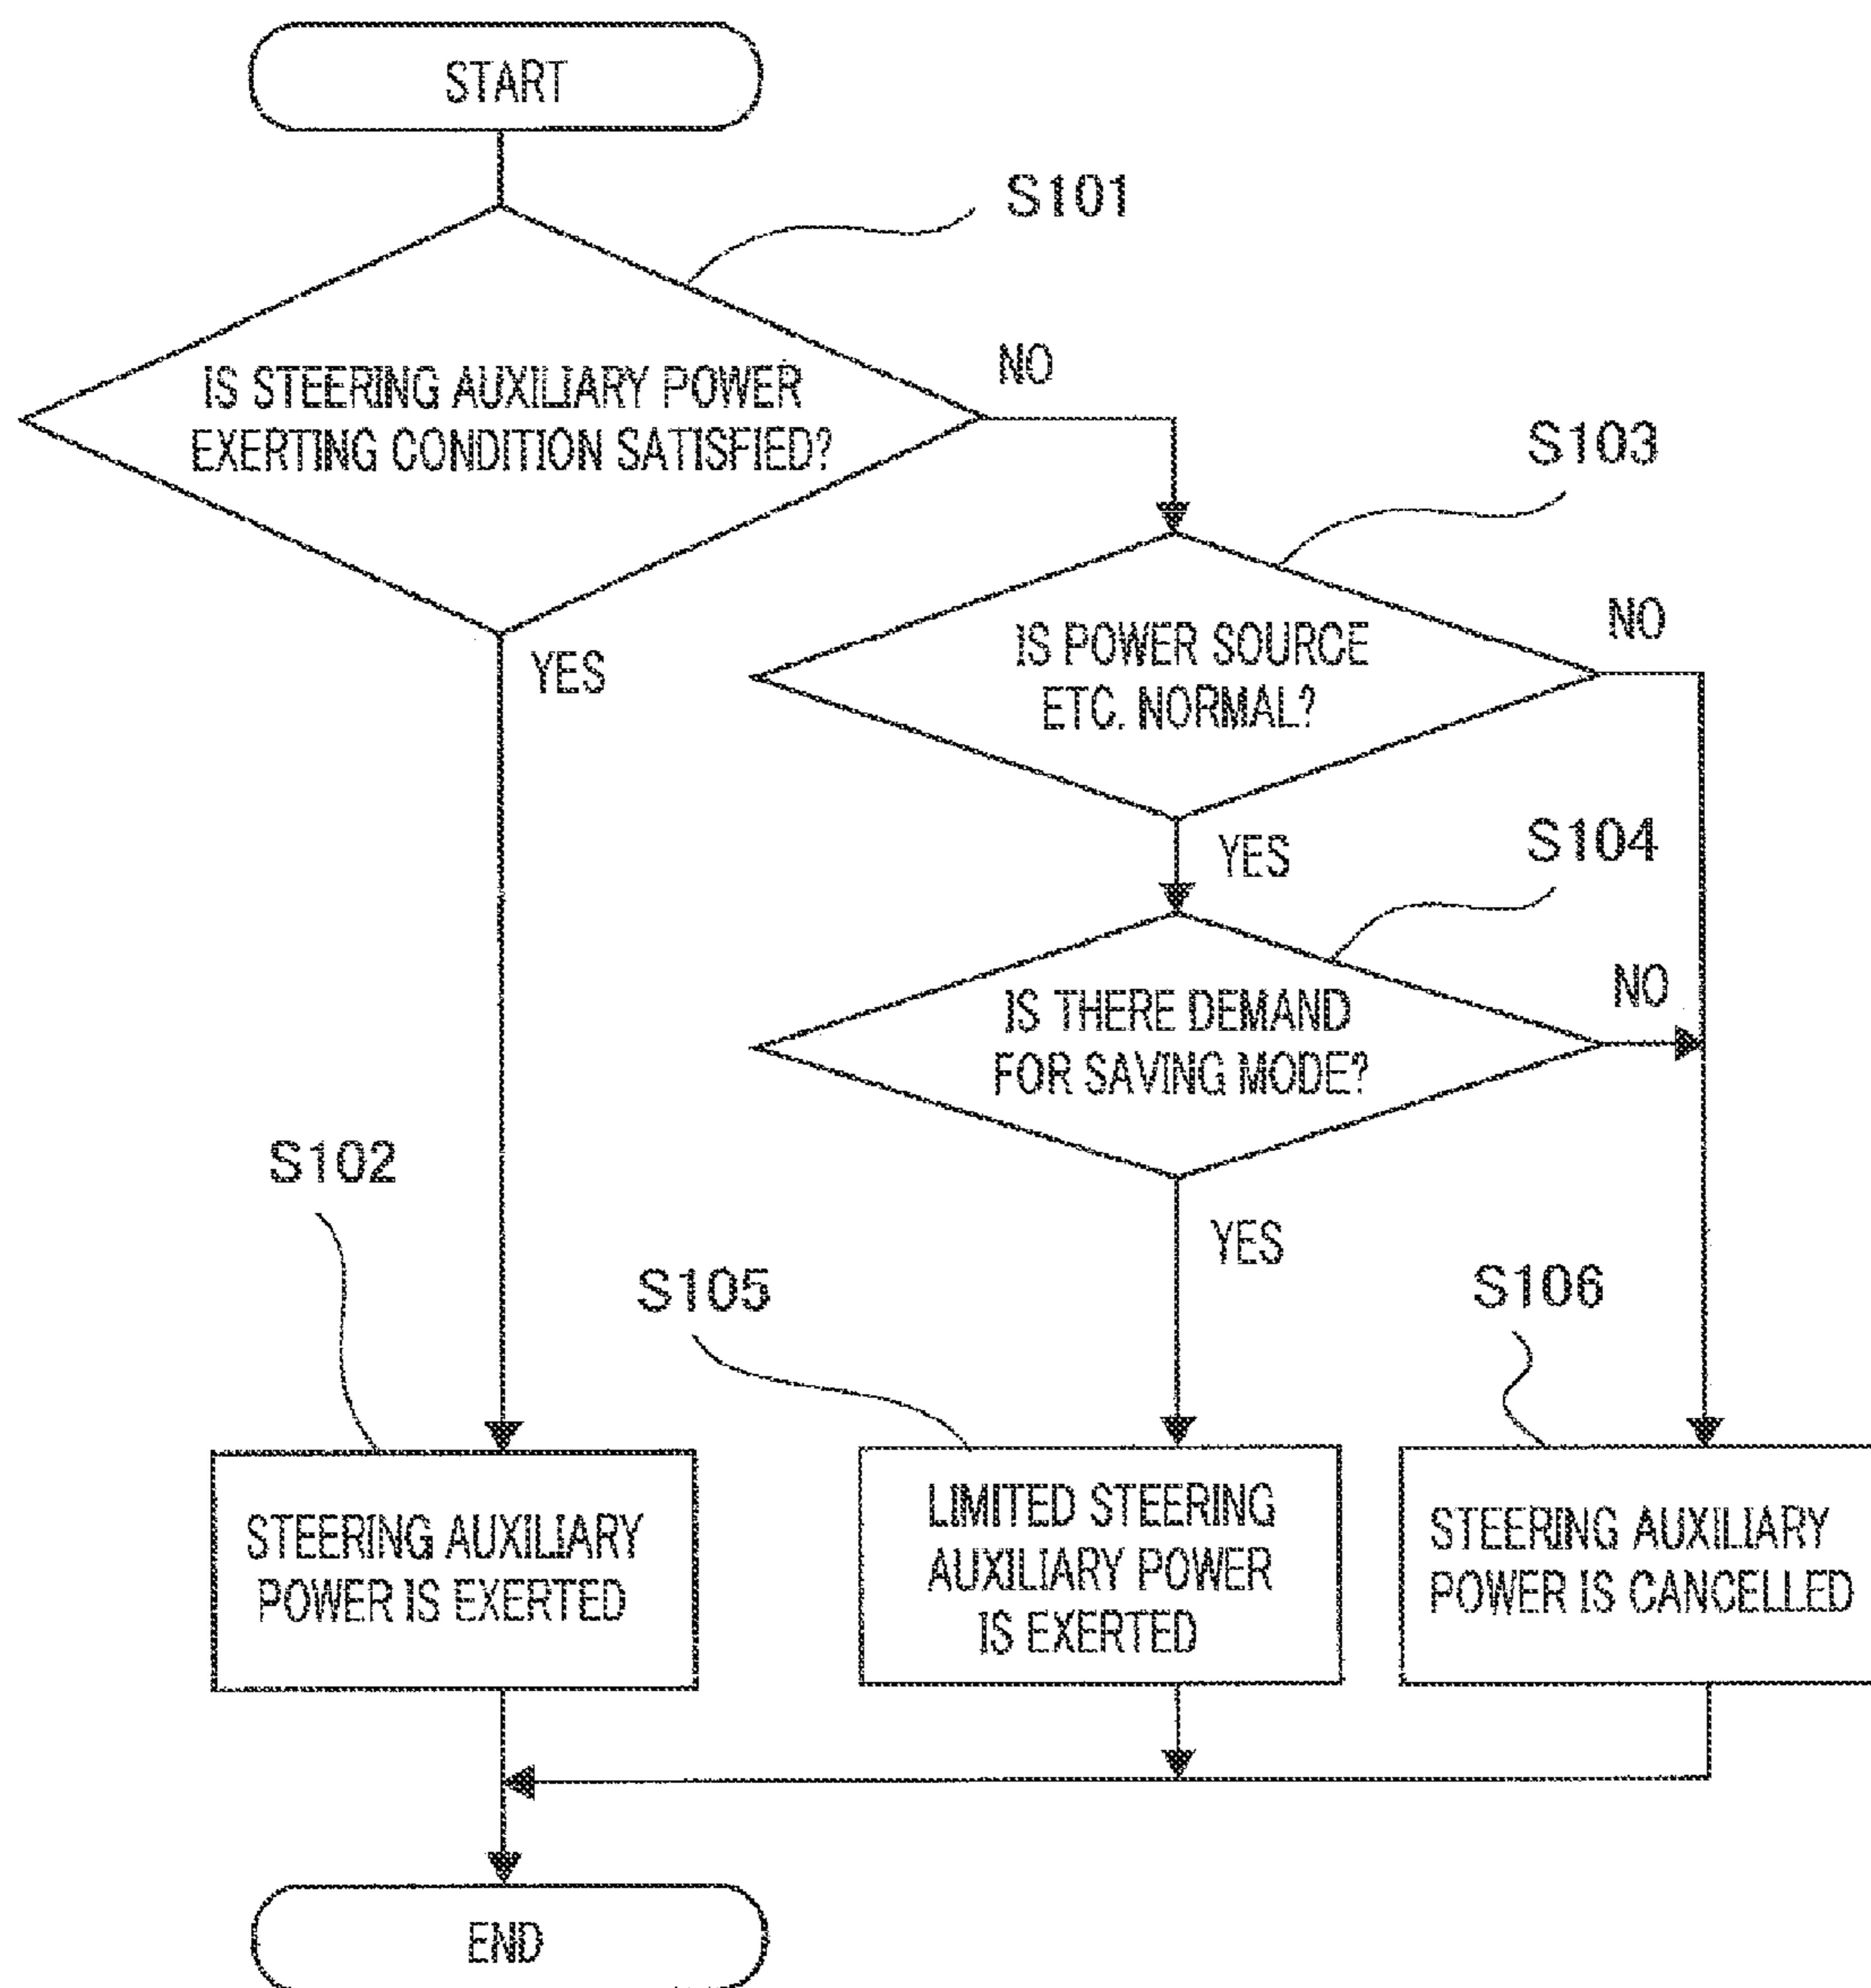 START
S101
IS STEERING AUXILIARY POWER
EXERTING CONDITION SATISFIED?
NO
YES
S103
IS POWER SOURCE
ETC. NORMAL?
NO
YES
S104
IS THERE DEMAND
FOR SAVING MODE?
NO
YES
S102
STEERING AUXILIARY
POWER IS EXERTED
S105
LIMITED STEERING
AUXILIARY POWER
IS EXERTED
S106
STEERING AUXILIARY
POWER IS CANCELLED
END